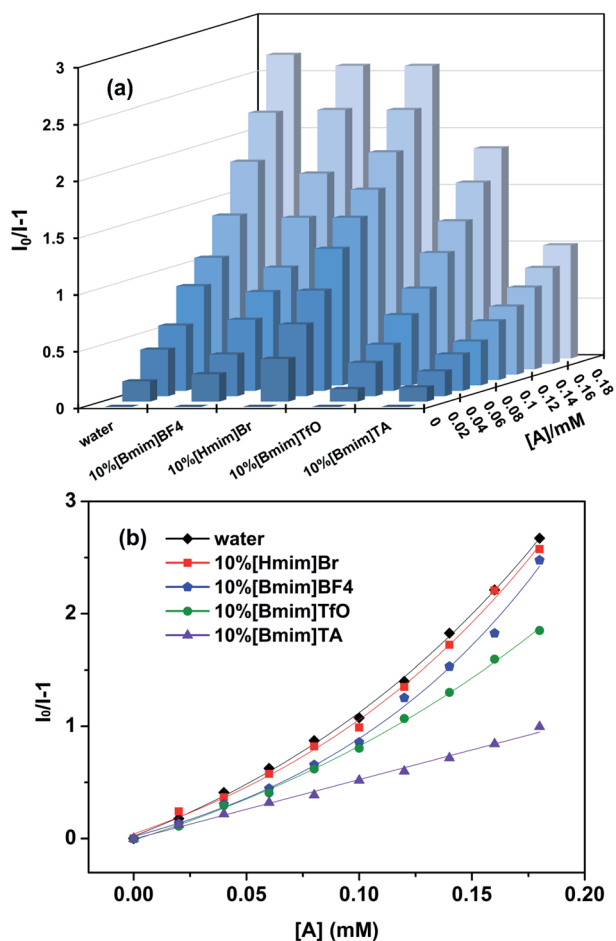 (a)
3
2.5
2
1.5
1
0.5
0
I₀/I-1
water
10%[Bmim]BF4
10%[Hmim]Br
10%[Bmim]TfO
10%[Bmim]TA
0
0.02
0.04
0.06
0.08
0.1
0.12
0.14
0.16
0.18
[A]/mM
(b)
water
10%[Hmim]Br
10%[Bmim]BF4
10%[Bmim]TfO
10%[Bmim]TA
3
2
1
0
I₀/I-1
0.00 0.05 0.10 0.15 0.20
[A] (mM)